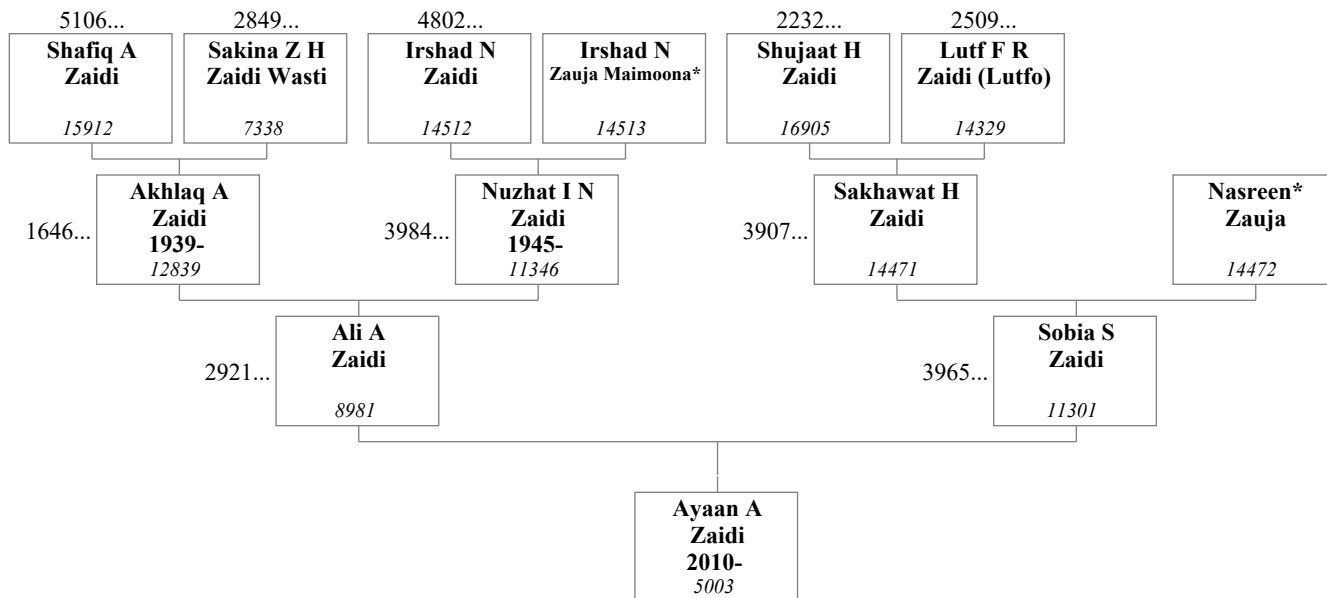 5106...
2849...
4802...
2232...
2509...
Shafiq A
Zaidi
15912
Sakina Z H
Zaidi Wasti
7338
Irshad N
Zaidi
14512
Irshad N
Zauja Maimoona*
14513
Shujaat H
Zaidi
16905
Lutf F R
Zaidi (Lutfo)
14329
1646...
Akhlaq A
Zaidi
1939-
12839
3984...
Nuzhat I N
Zaidi
1945-
11346
3907...
Sakhawat H
Zaidi
14471
Nasreen*
Zauja
14472
2921...
Ali A
Zaidi
8981
3965...
Sobia S
Zaidi
11301
Ayaan A
Zaidi
2010-
5003